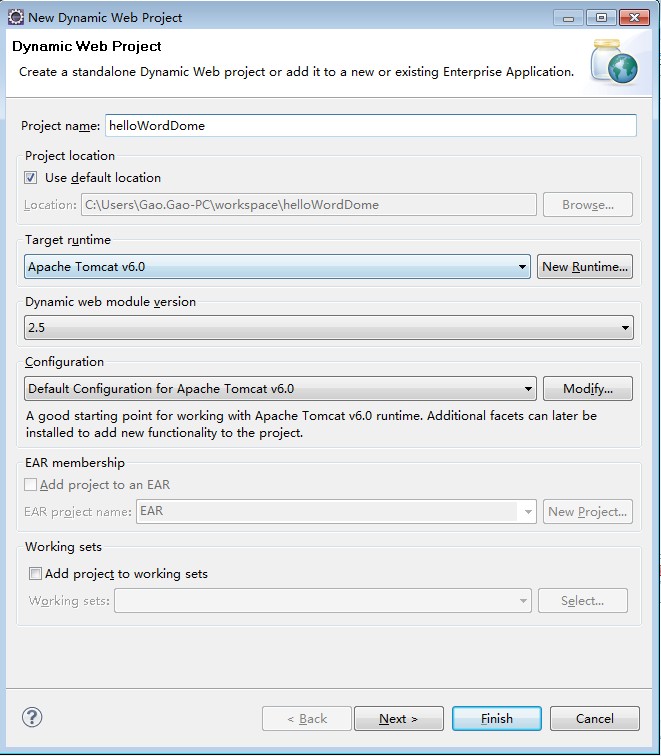 New Dynamic Web Project
Dynamic Web Project
Create a standalone Dynamic Web project or add it to a new or existing Enterprise Application.
Project name: helloWordDome
Project location
Use default location
Location: C:\Users\Gao.Gao-PC\workspace\helloWordDome Browse...
Target runtime
Apache Tomcat v6.0 New Runtime...
Dynamic web module version
2.5
Configuration
Default Configuration for Apache Tomcat v6.0 Modify...
A good starting point for working with Apache Tomcat v6.0 runtime. Additional facets can later be
installed to add new functionality to the project.
EAR membership
Add project to an EAR
EAR project name: EAR New Project...
Working sets
Add project to working sets
Working sets: Select...
? < Back Next > Finish Cancel